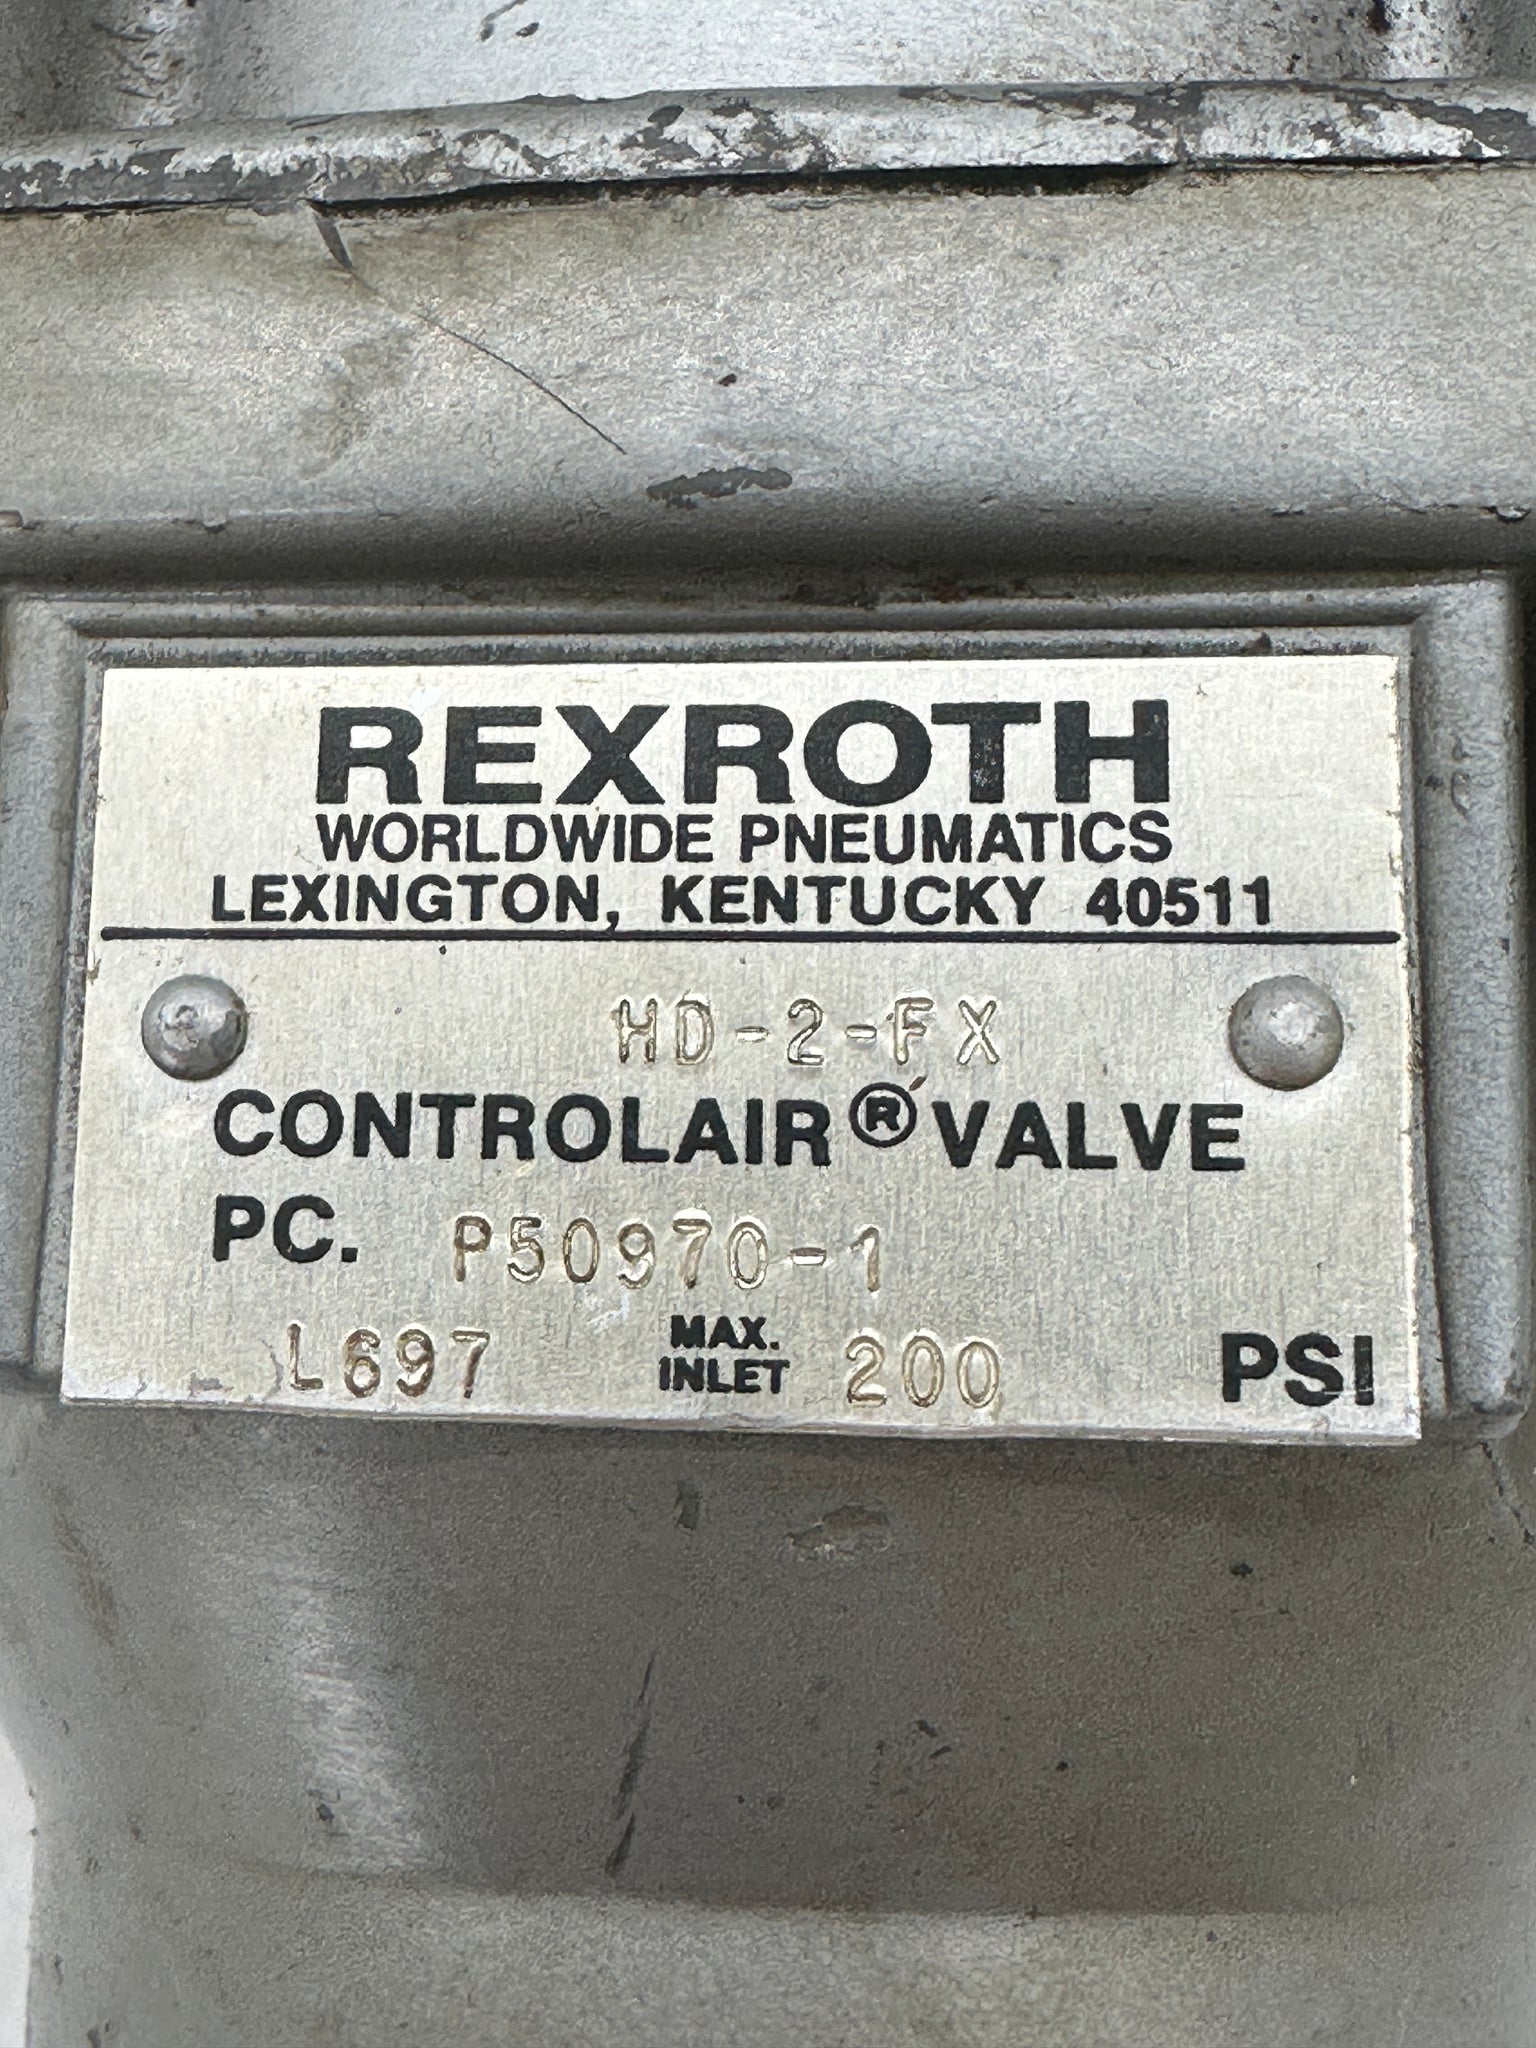 REXROTH
WORLDWIDE PNEUMATICS
LEXINGTON, KENTUCKY 40511
HD-2-FX
CONTROLAIR® VALVE
PC. P50970-1
L697 MAX. INLET 200 PSI